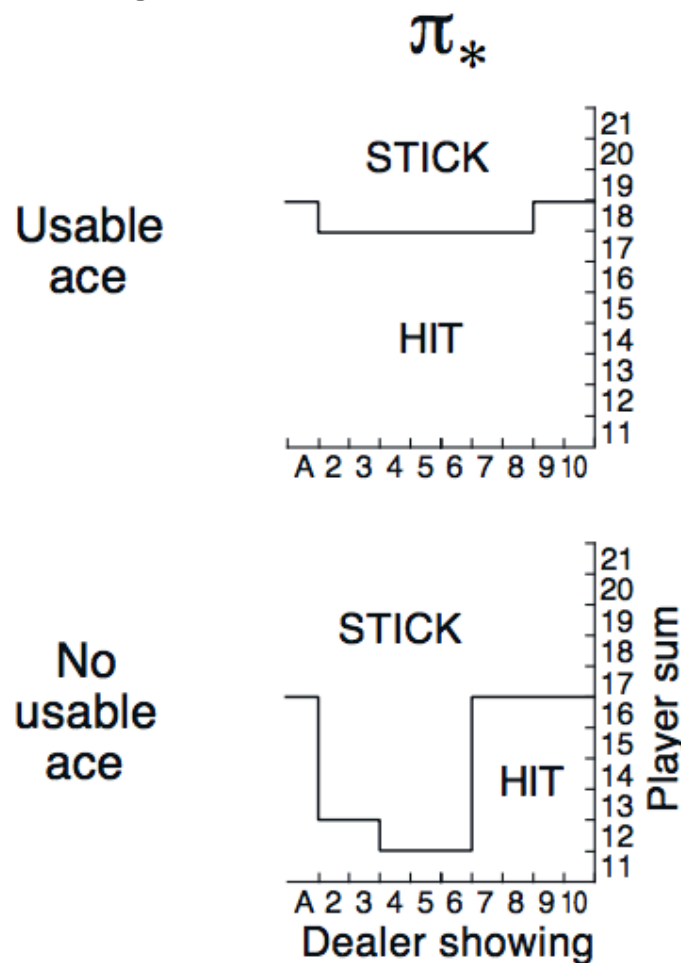 π*
STICK
HIT
Usable
ace
21
20
19
18
17
16
15
14
13
12
11
A 2 3 4 5 6 7 8 9 10
STICK
HIT
No
usable
ace
21
20
19
18
17
16
15
14
13
12
11
Player sum
A 2 3 4 5 6 7 8 9 10
Dealer showing